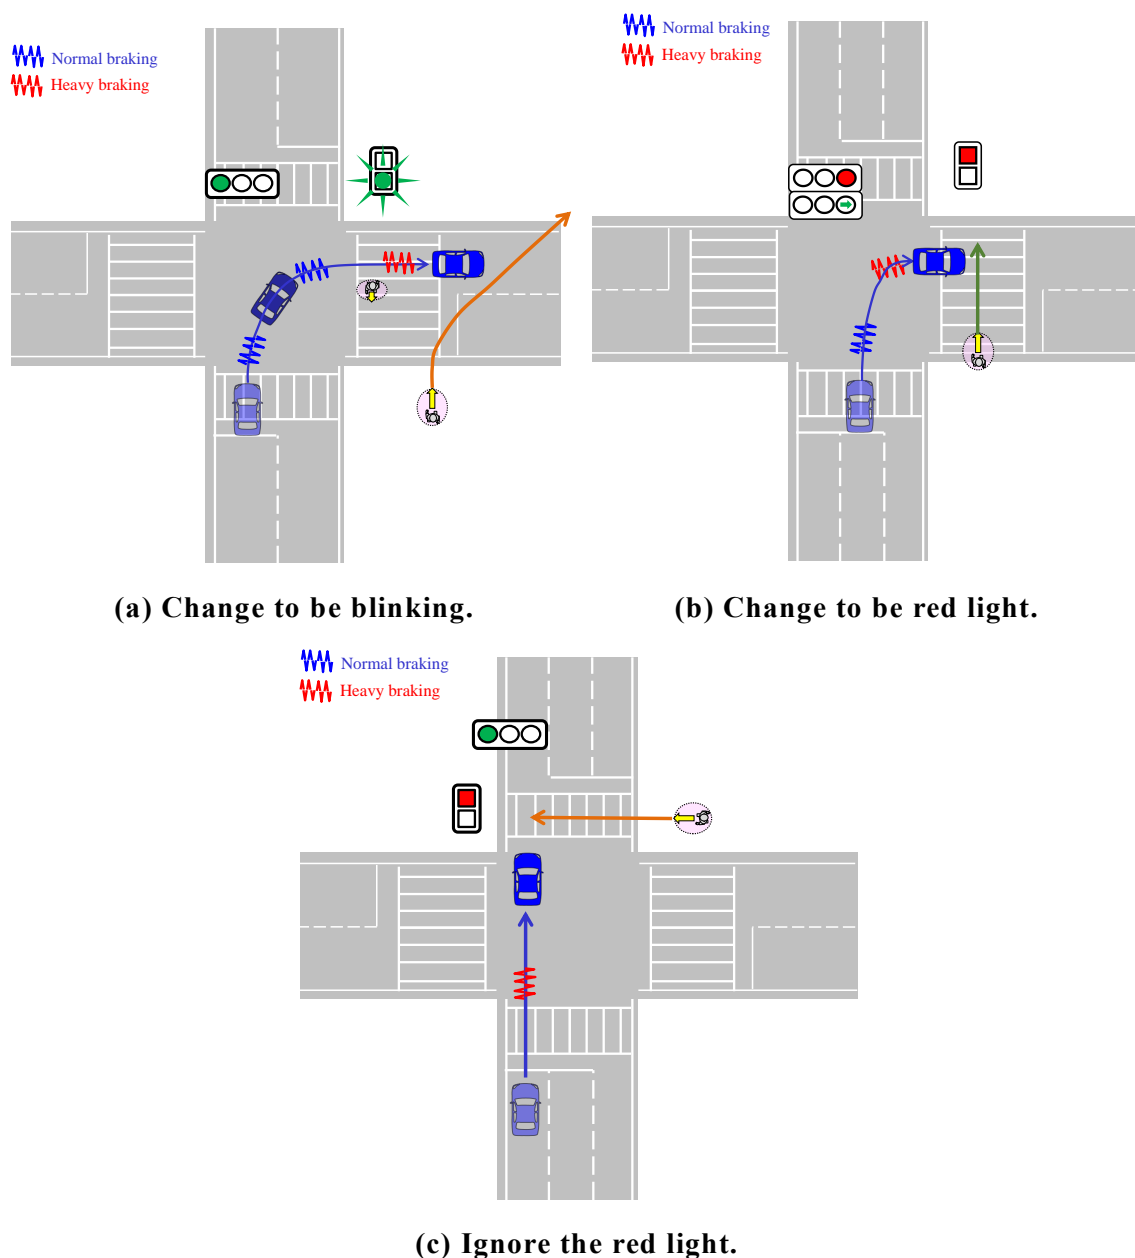 Normal braking
Heavy braking
Normal braking
Heavy braking
(a) Change to be blinking.
(b) Change to be red light.
Normal braking
Heavy braking
(c) Ignore the red light.